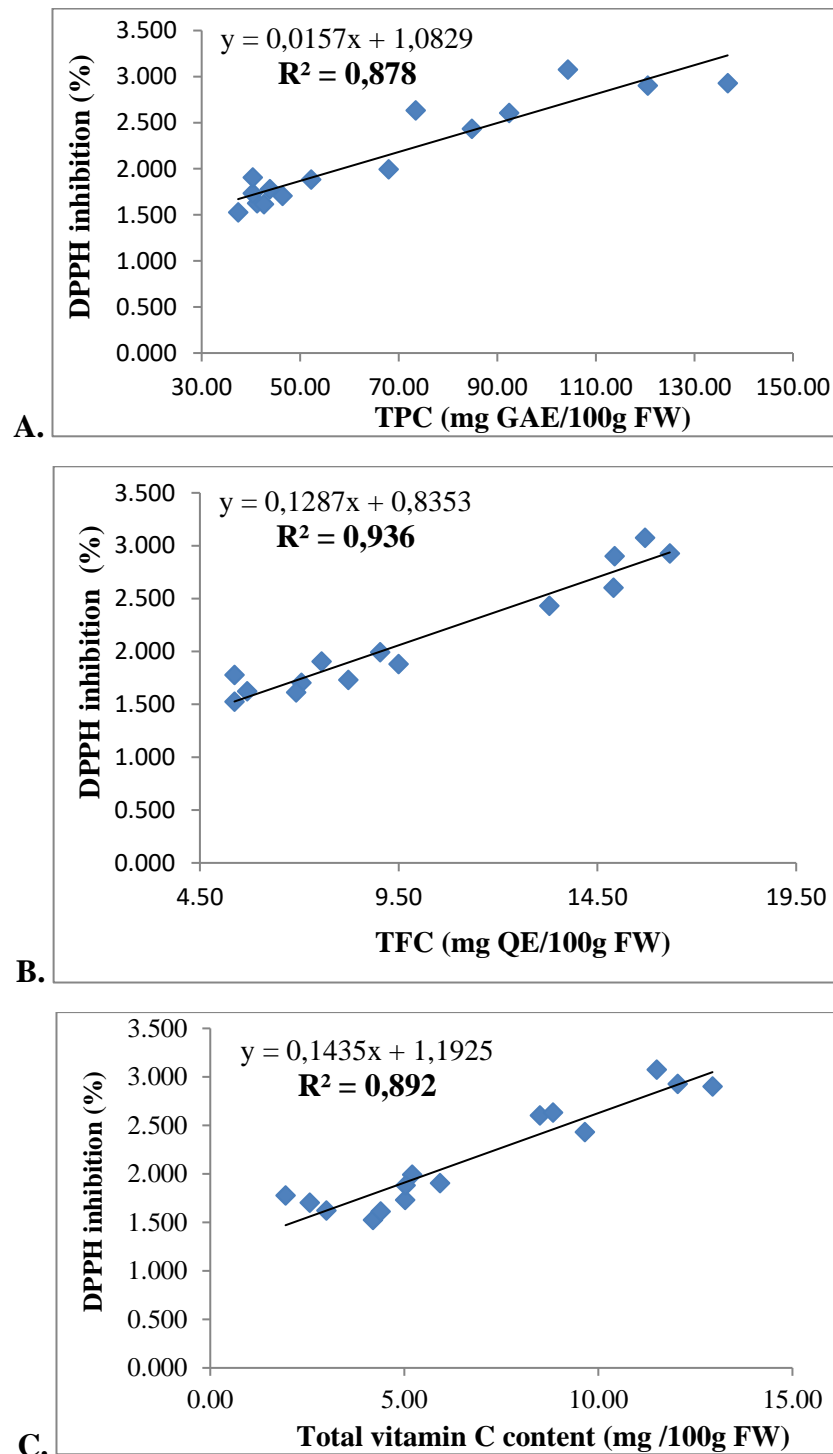 y = 0,0157x + 1,0829
R² = 0,878
DPPH inhibition (%)
3.500
3.000
2.500
2.000
1.500
1.000
0.500
0.000
30.00 50.00 70.00 90.00 110.00 130.00 150.00
TPC (mg GAE/100g FW)
A.
y = 0,1287x + 0,8353
R² = 0,936
DPPH inhibition (%)
3.500
3.000
2.500
2.000
1.500
1.000
0.500
0.000
4.50 9.50 14.50 19.50
TFC (mg QE/100g FW)
B.
y = 0,1435x + 1,1925
R² = 0,892
DPPH inhibition (%)
3.500
3.000
2.500
2.000
1.500
1.000
0.500
0.000
0.00 5.00 10.00 15.00
Total vitamin C content (mg /100g FW)
C.